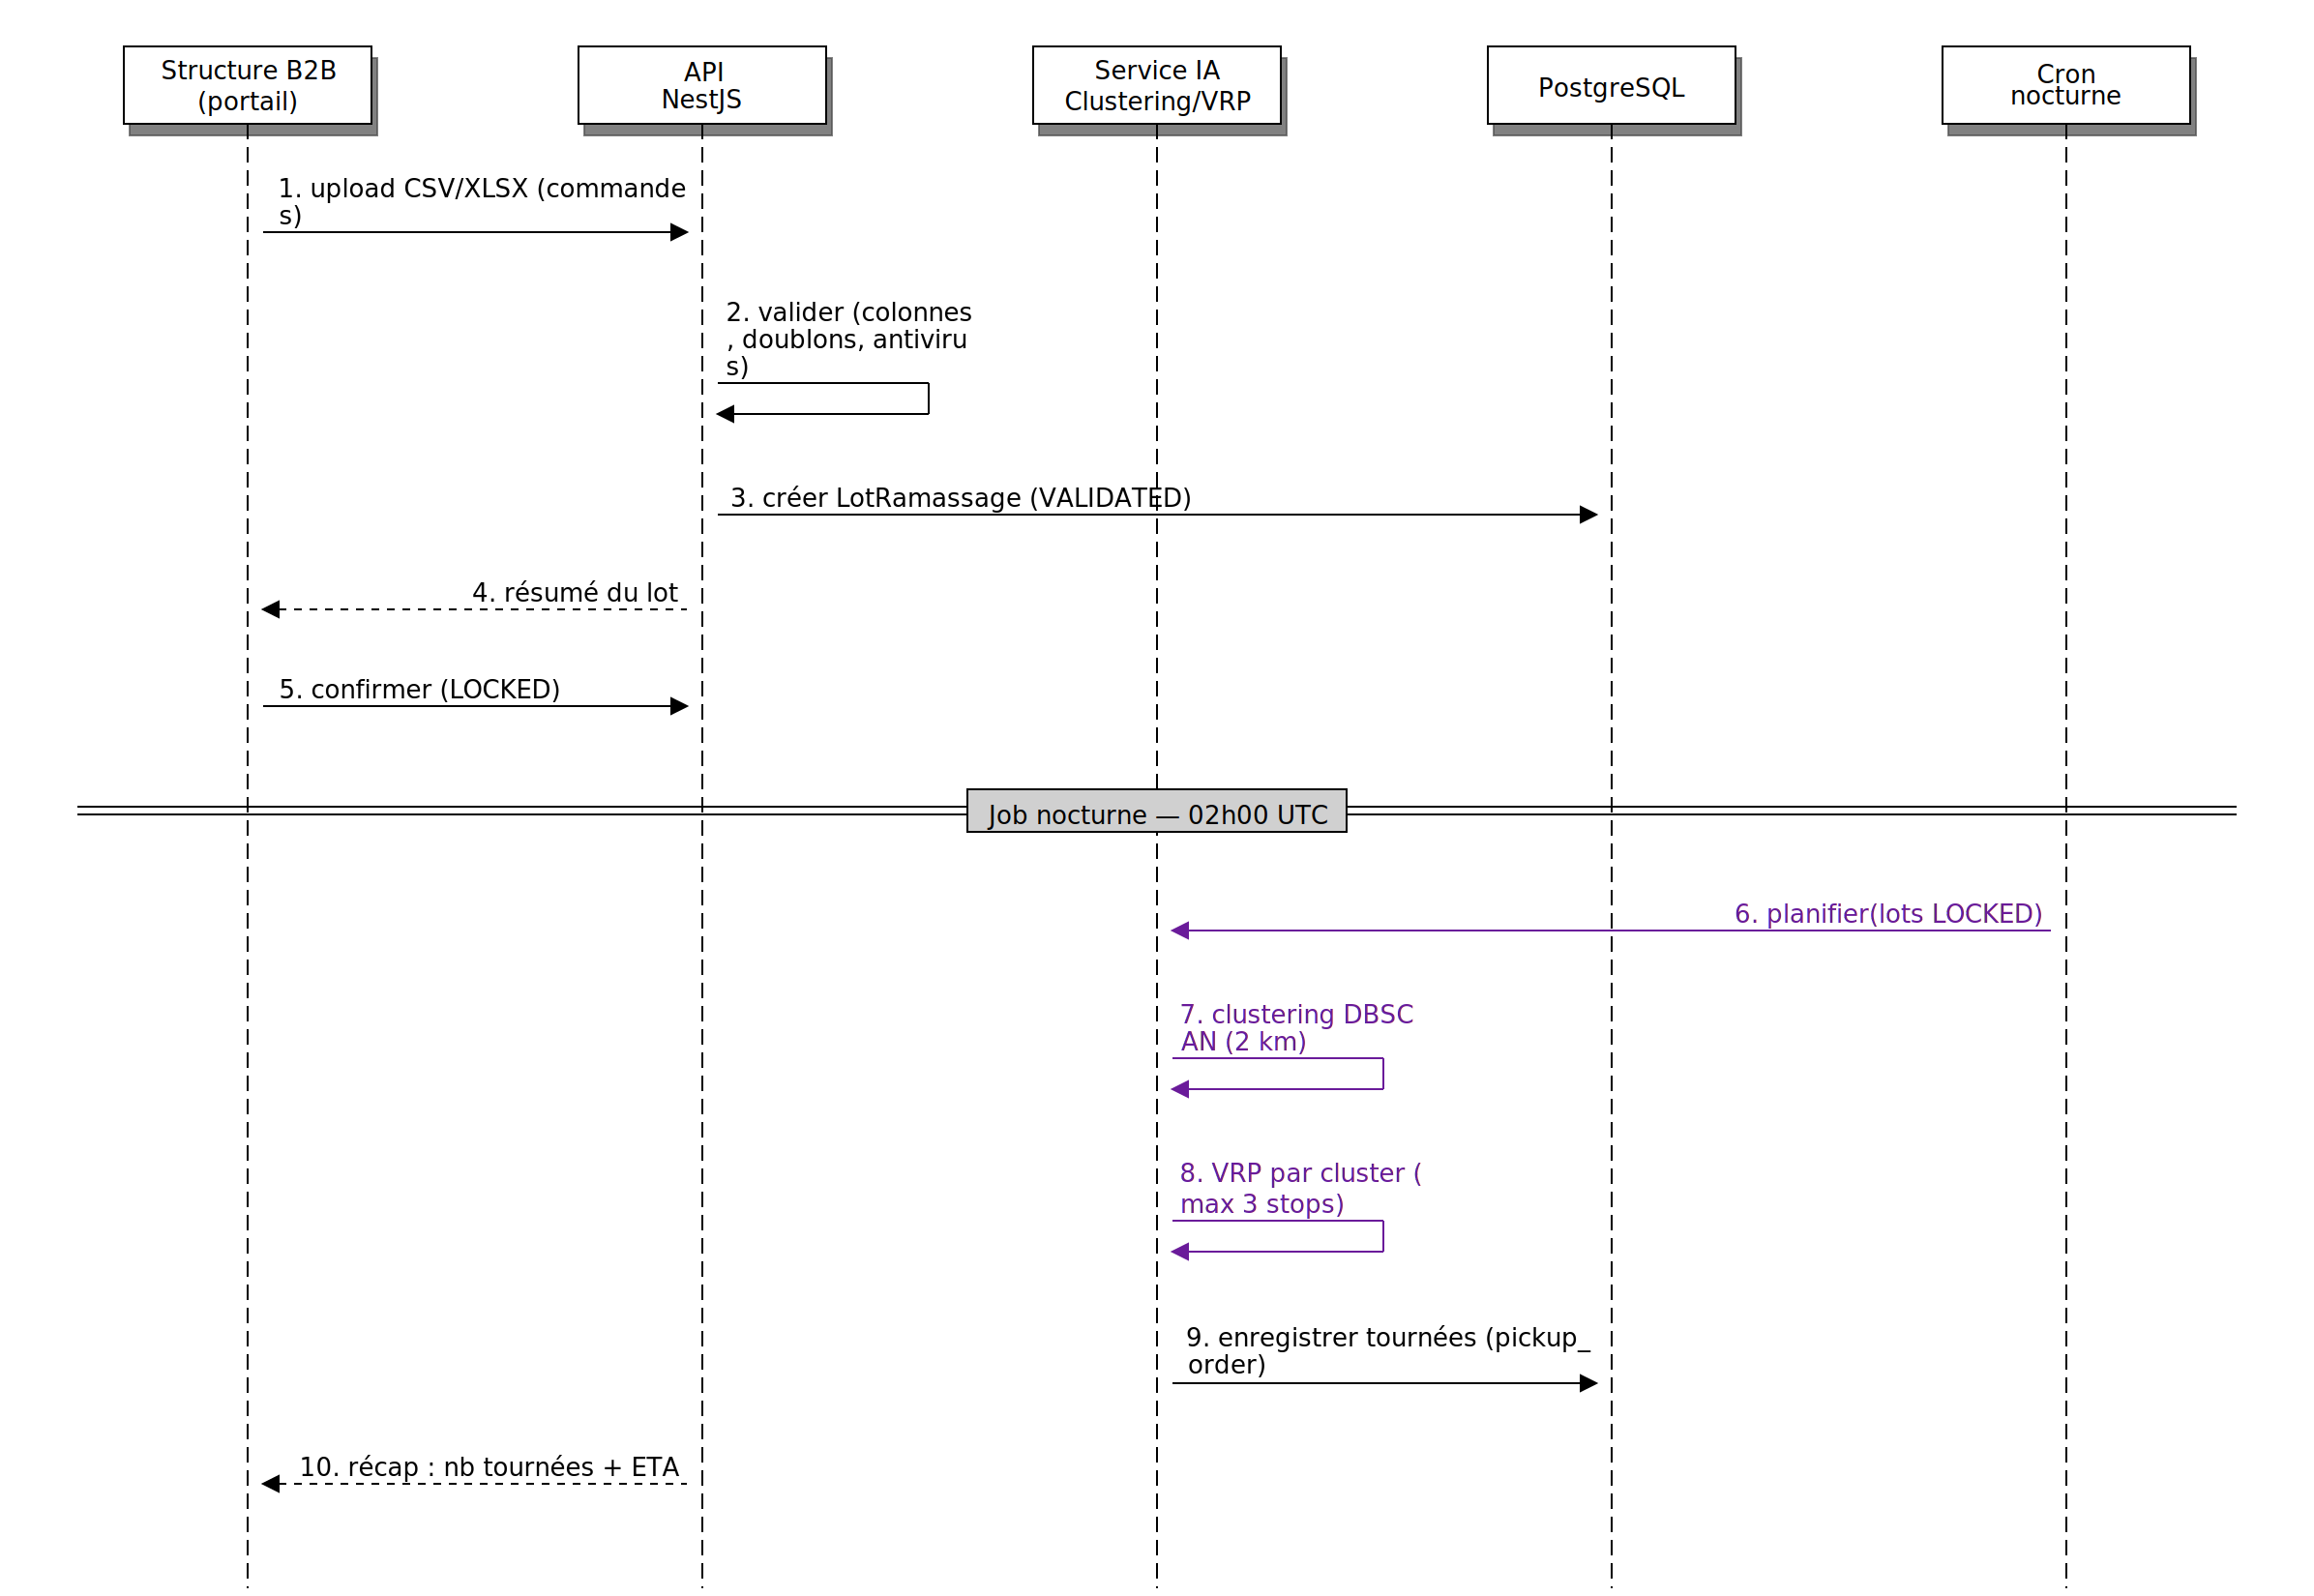 Structure B2B
(portail)
API
NestJS
Service IA
Clustering/VRP
PostgreSQL
Cron
nocturne
1. upload CSV/XLSX (commande
s)
2. valider (colonnes
, doublons, antiviru
s)
3. créer LotRamassage (VALIDATED)
4. résumé du lot
5. confirmer (LOCKED)
Job nocturne — 02h00 UTC
6. planifier(lots LOCKED)
7. clustering DBSC
AN (2 km)
8. VRP par cluster (
max 3 stops)
9. enregistrer tournées (pickup_
order)
10. récap : nb tournées + ETA